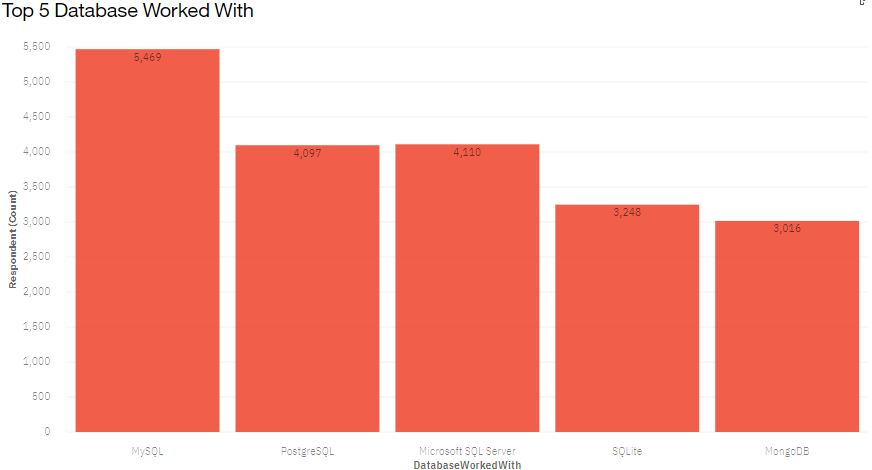 Top 5 Database Worked With
Respondent (Count)
5,500
5,000
4,500
4,000
3,500
3,000
2,500
2,000
1,500
1,000
500
0
5,469
4,097
4,110
3,248
3,016
MySQL
PostgreSQL
Microsoft SQL Server
SQLite
MongoDB
DatabaseWorkedWith